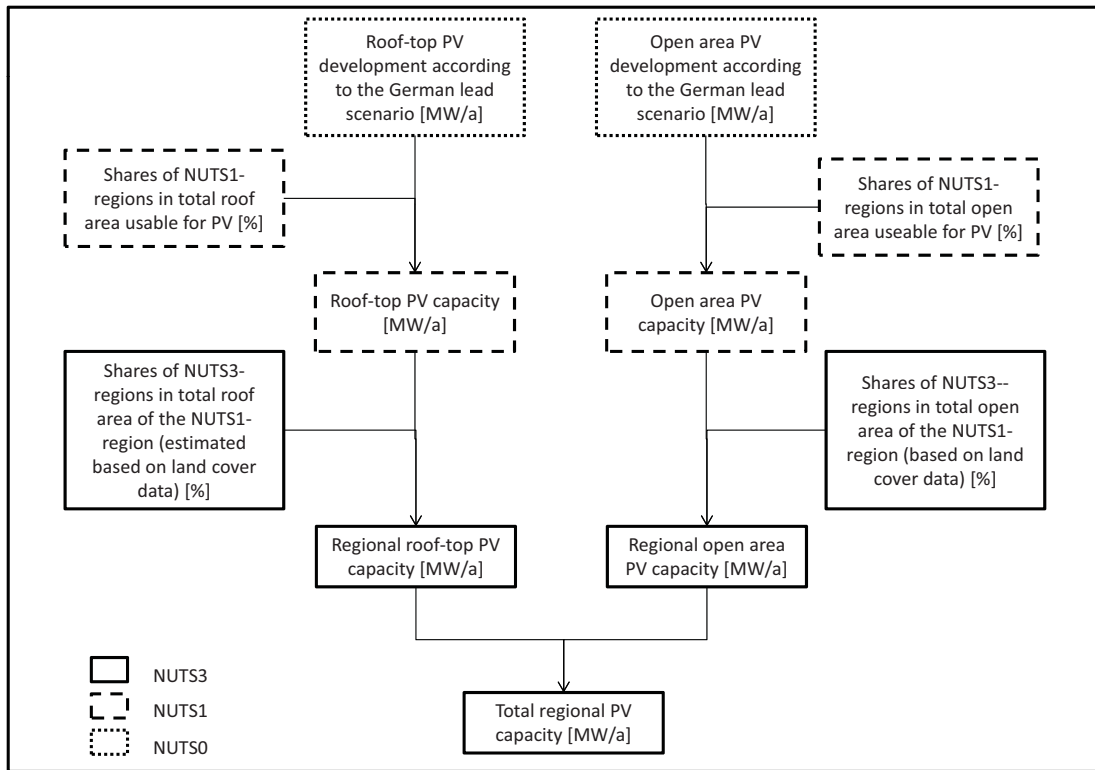 Roof-top PV
development according
to the German lead
scenario [MW/a]
Open area PV
development according
to the German lead
scenario [MW/a]
Shares of NUTS1-
regions in total roof
area usable for PV [%]
Shares of NUTS1-
regions in total open
area useable for PV [%]
Roof-top PV capacity
[MW/a]
Open area PV
capacity [MW/a]
Shares of NUTS3-
regions in total roof
area of the NUTS1-
region (estimated
based on land cover
data) [%]
Shares of NUTS3--
regions in total open
area of the NUTS1-
region (based on land
cover data) [%]
Regional roof-top PV
capacity [MW/a]
Regional open area
PV capacity [MW/a]
Total regional PV
capacity [MW/a]
NUTS3
NUTS1
NUTS0